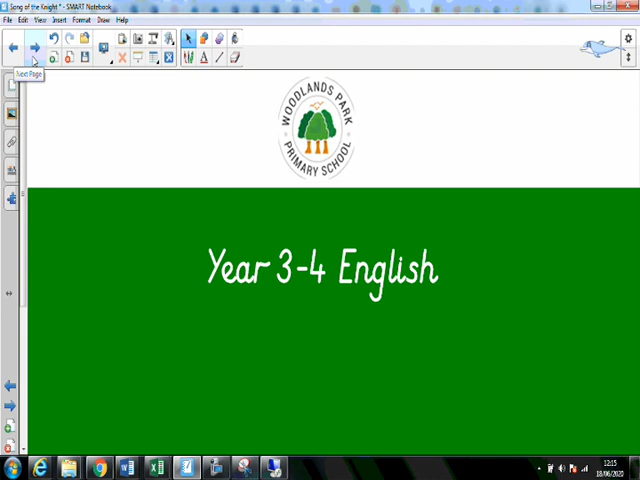 Song of the Knight * - SMART Notebook
File Edit View Insert Format Draw Help
Next Page
WOODLANDS PARK
PRIMARY SCHOOL
Year 3-4 English
12:15
18/06/2020